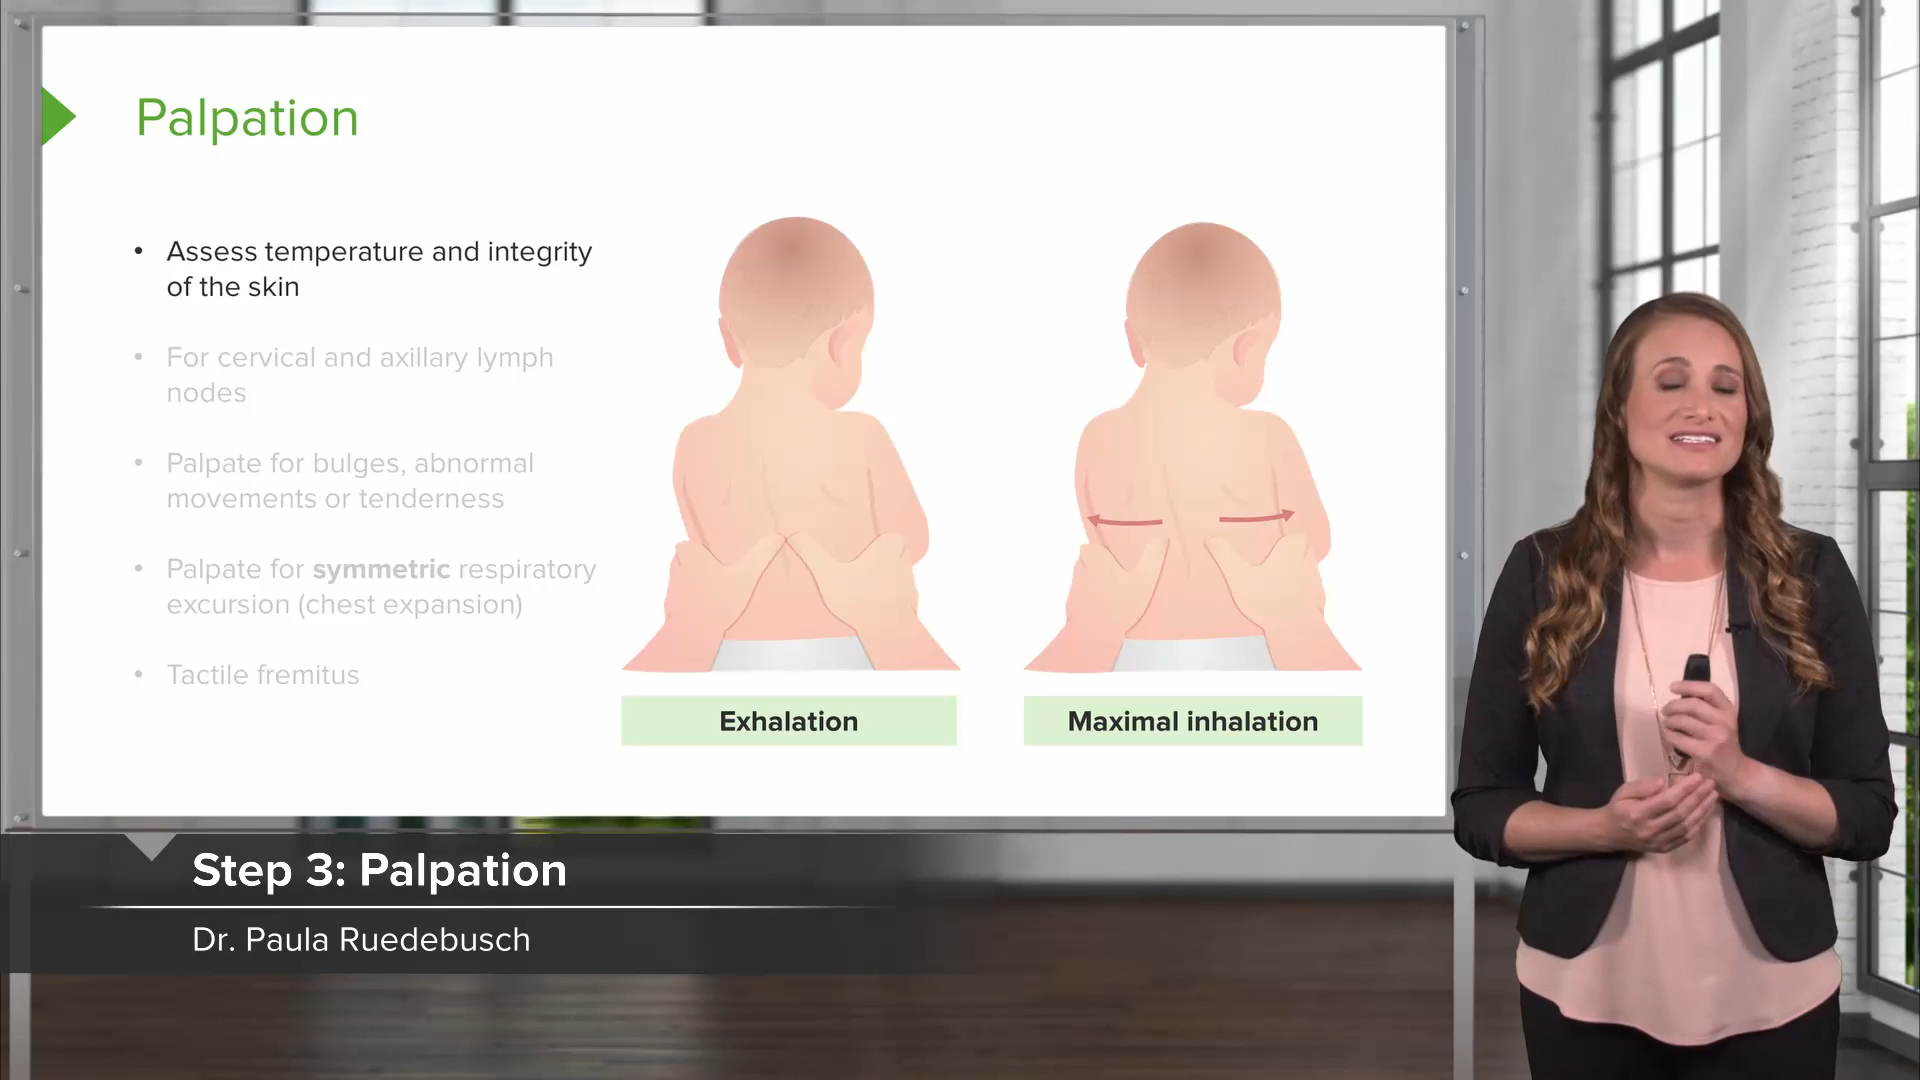 Palpation
• Assess temperature and integrity
of the skin
• For cervical and axillary lymph
nodes
• Palpate for bulges, abnormal
movements or tenderness
• Palpate for symmetric respiratory
excursion (chest expansion)
• Tactile fremitus
Exhalation
Maximal inhalation
Step 3: Palpation
Dr. Paula Ruedebusch